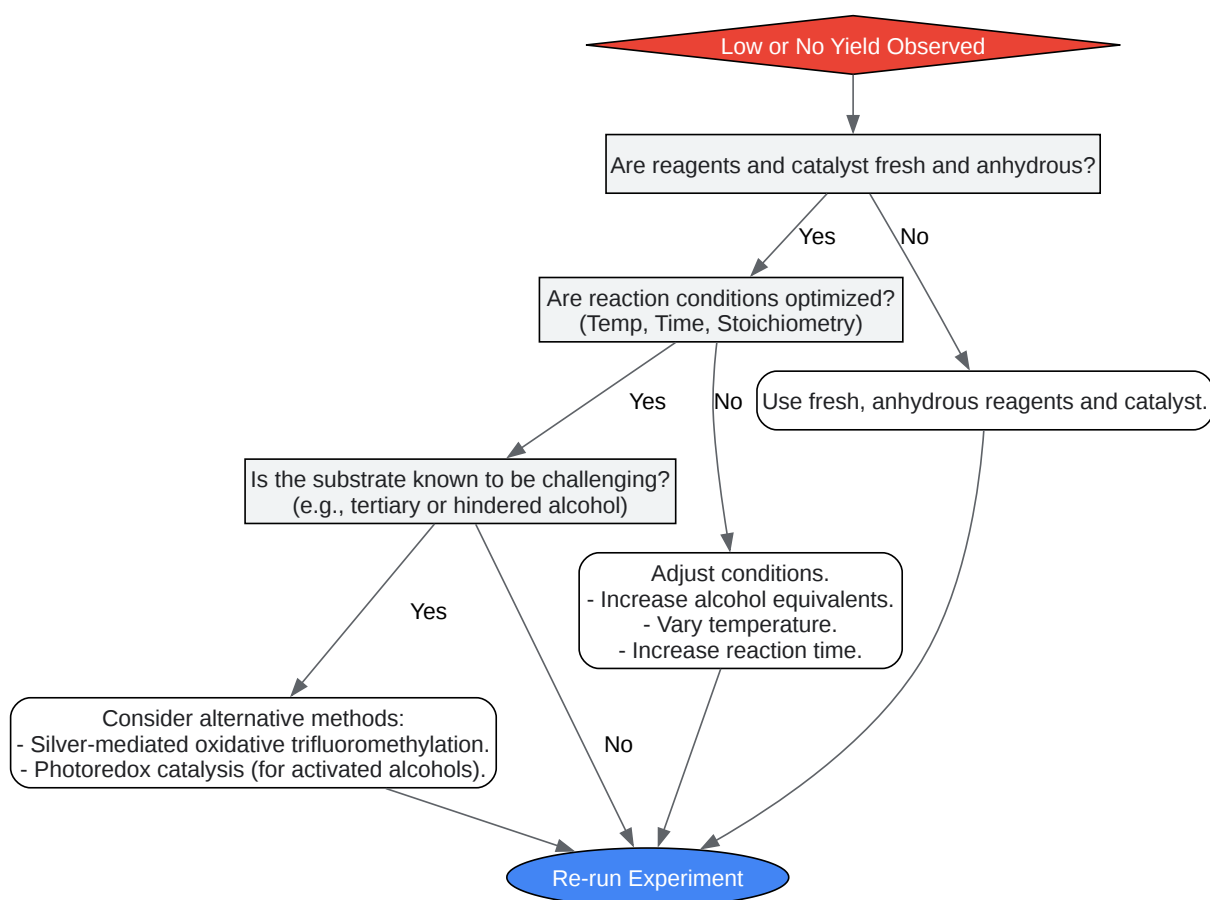 Low or No Yield Observed
Are reagents and catalyst fresh and anhydrous?
Yes
No
Are reaction conditions optimized?
(Temp, Time, Stoichiometry)
Yes
No
Use fresh, anhydrous reagents and catalyst.
Is the substrate known to be challenging?
(e.g., tertiary or hindered alcohol)
Yes
No
Adjust conditions.
- Increase alcohol equivalents.
- Vary temperature.
- Increase reaction time.
Consider alternative methods:
- Silver-mediated oxidative trifluoromethylation.
- Photoredox catalysis (for activated alcohols).
Re-run Experiment